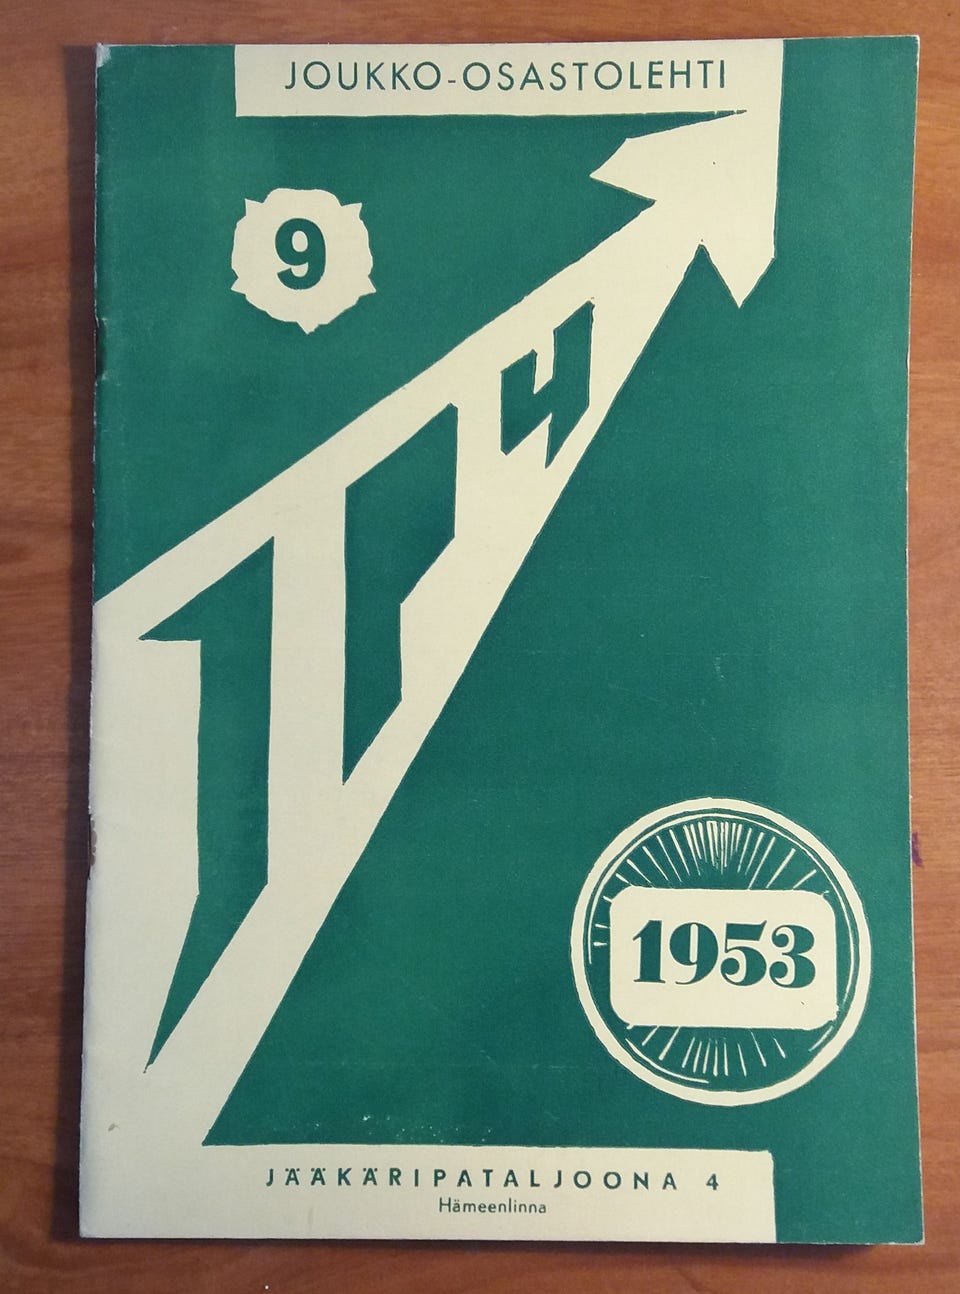 JOUKKO-OSASTOLEHTI
9
JP4
1953
JÄÄKÄRIPATALJOONA 4
Hämeenlinna